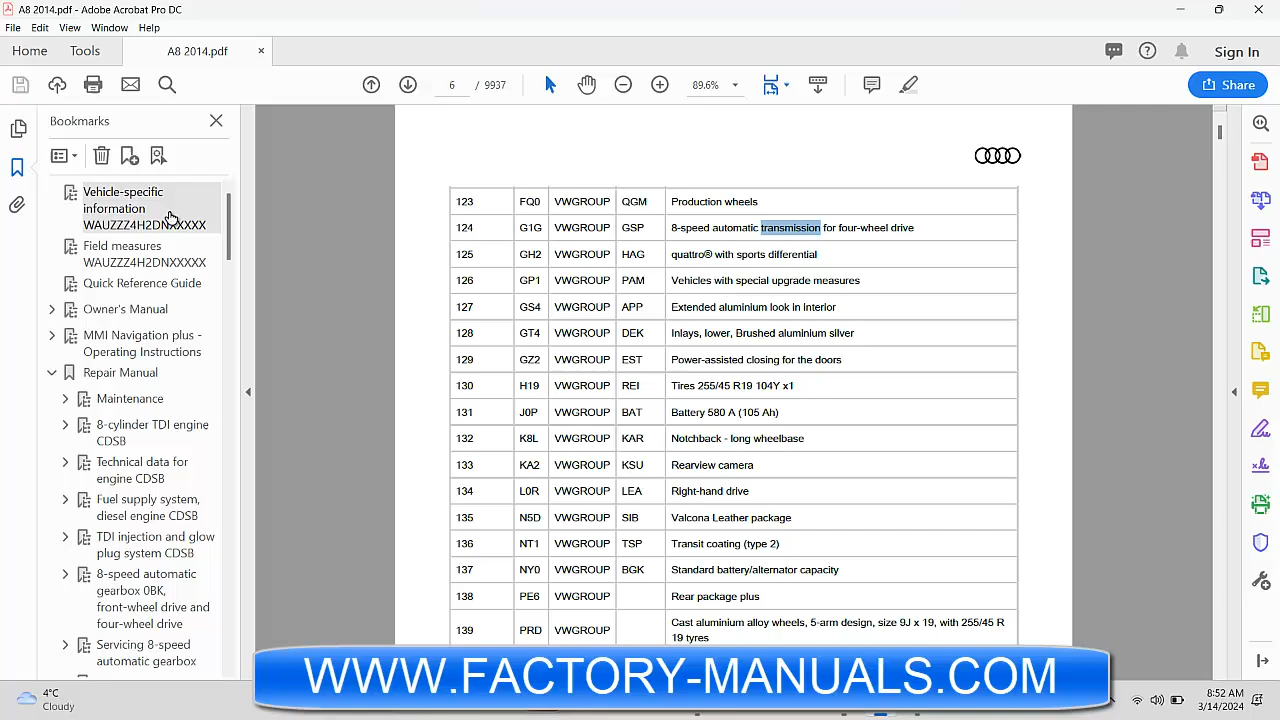 A8 2014.pdf - Adobe Acrobat Pro DC
File Edit View Window Help
Home Tools A8 2014.pdf × Sign In
6 / 9937 89.6% Share
Bookmarks
Vehicle-specific
information
WAUZZZ4H2DNXXXXX
Field measures
WAUZZZ4H2DNXXXXX
Quick Reference Guide
Owner's Manual
MMI Navigation plus -
Operating Instructions
Repair Manual
Maintenance
8-cylinder TDI engine
CDSB
Technical data for
engine CDSB
Fuel supply system,
diesel engine CDSB
TDI injection and glow
plug system CDSB
8-speed automatic
gearbox 0BK,
front-wheel drive and
four-wheel drive
Servicing 8-speed
automatic gearbox
123 FQ0 VWGROUP QGM Production wheels
124 G1G VWGROUP GSP 8-speed automatic transmission for four-wheel drive
125 GH2 VWGROUP HAG quattro® with sports differential
126 GP1 VWGROUP PAM Vehicles with special upgrade measures
127 GS4 VWGROUP APP Extended aluminium look in interior
128 GT4 VWGROUP DEK Inlays, lower, Brushed aluminium silver
129 GZ2 VWGROUP EST Power-assisted closing for the doors
130 H19 VWGROUP REI Tires 255/45 R19 104Y x1
131 J0P VWGROUP BAT Battery 580 A (105 Ah)
132 K8L VWGROUP KAR Notchback - long wheelbase
133 KA2 VWGROUP KSU Rearview camera
134 L0R VWGROUP LEA Right-hand drive
135 N5D VWGROUP SIB Valcona Leather package
136 NT1 VWGROUP TSP Transit coating (type 2)
137 NY0 VWGROUP BGK Standard battery/alternator capacity
138 PE6 VWGROUP Rear package plus
139 PRD VWGROUP Cast aluminium alloy wheels, 5-arm design, size 9J x 19, with 255/45 R
19 tyres
WWW.FACTORY-MANUALS.COM
4°C
Cloudy
8:52 AM
3/14/2024